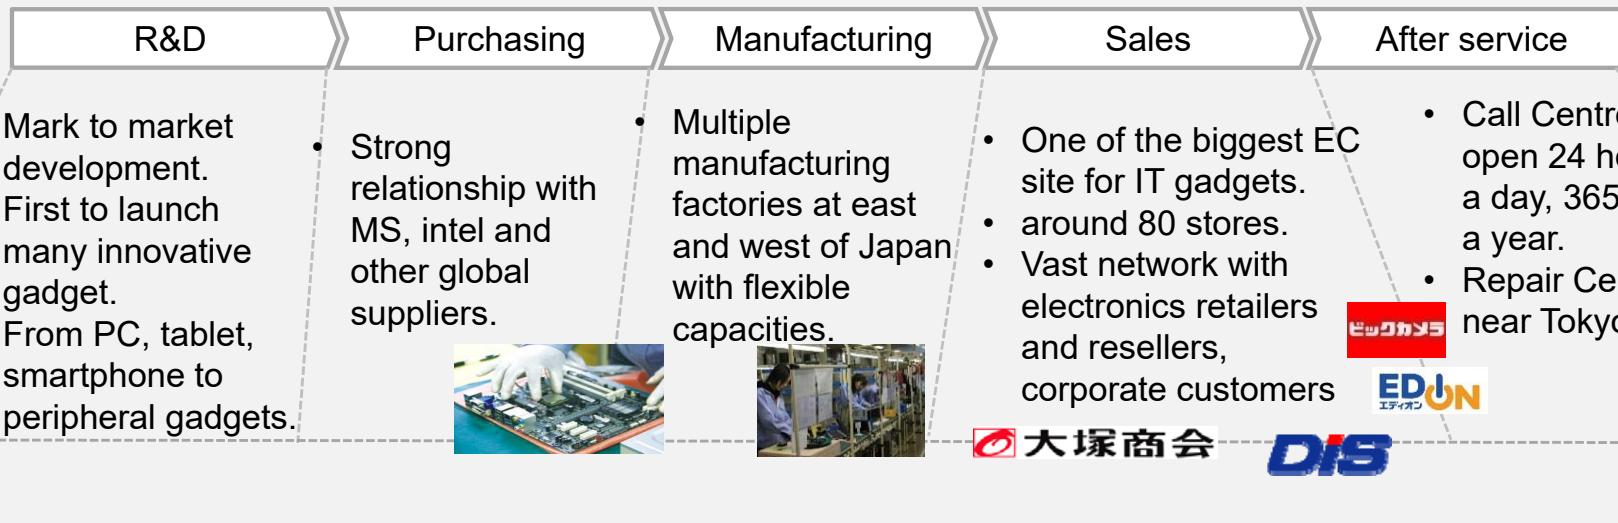 R&D
Purchasing
Manufacturing
Sales
After service
Mark to market
development.
First to launch
many innovative
gadget.
From PC, tablet,
smartphone to
peripheral gadgets.
• Strong
relationship with
MS, intel and
other global
suppliers.
• Multiple
manufacturing
factories at east
and west of Japan
with flexible
capacities.
• One of the biggest EC
site for IT gadgets.
• around 80 stores.
• Vast network with
electronics retailers
and resellers,
corporate customers
大塚商会
DiS
• Call Centr
open 24 h
a day, 365
a year.
• Repair Ce
near Tokyo
ビックカメラ
EDION
エディオン